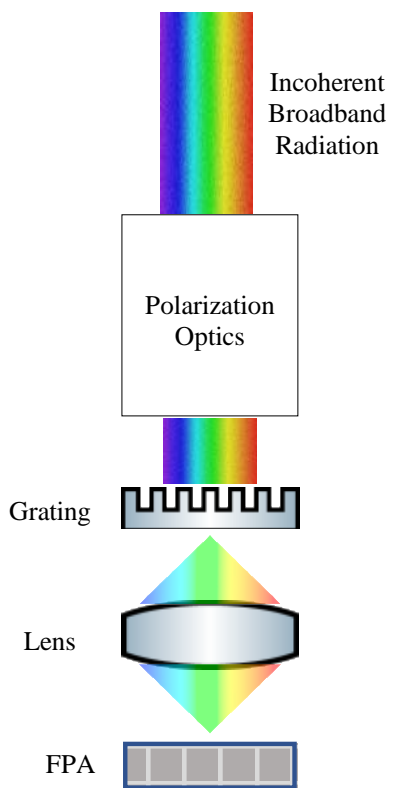 Incoherent
Broadband
Radiation
Polarization
Optics
Grating
Lens
FPA